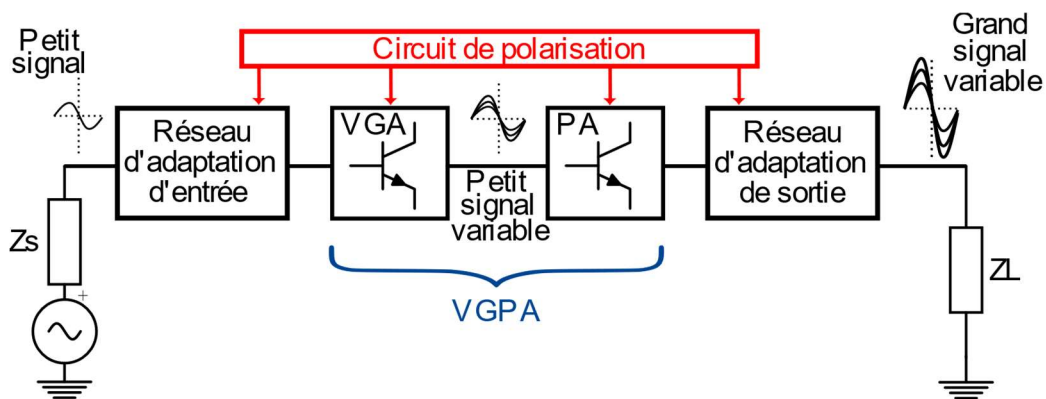 Petit
signal
Circuit de polarisation
Grand
signal
variable
Réseau
d'adaptation
d'entrée
VGA
Petit
signal
variable
PA
Réseau
d'adaptation
de sortie
Zs
+
ZL
VGPA